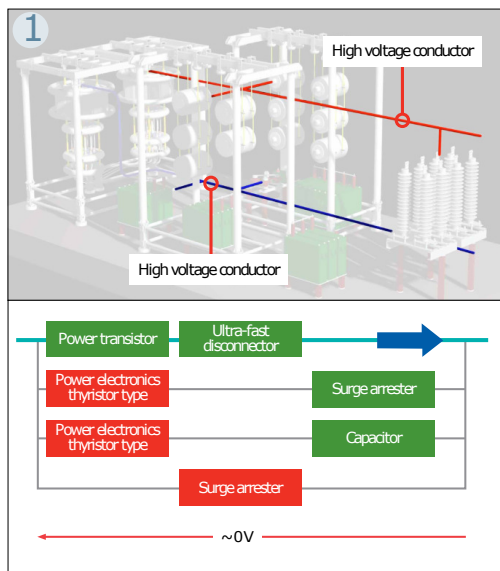 1
High voltage conductor
High voltage conductor
Power transistor
Ultra-fast
disconnector
Power electronics
thyristor type
Surge arrester
Power electronics
thyristor type
Capacitor
Surge arrester
~0V